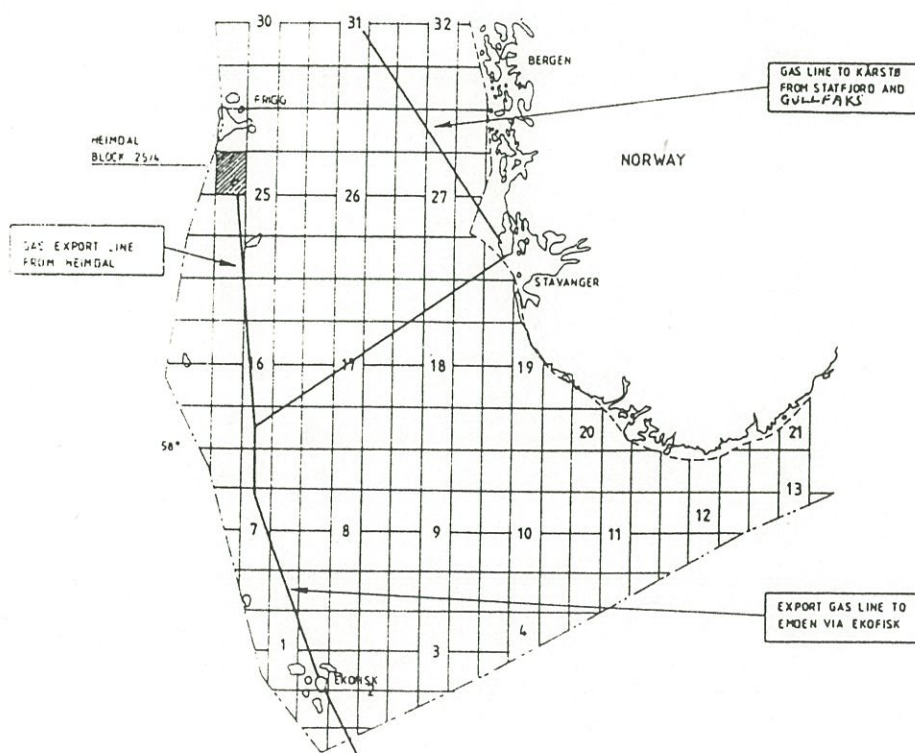 30 31 32
BERGEN
GAS LINE TO KÅRSTØ
FROM STATFJORD AND
GULLFAKS
FRIGG
HEIMDAL
BLOCK 25/4
NORWAY
25 26 27
GAS EXPORT LINE
FROM HEIMDAL
STAVANGER
16 17 18 19
20 21
58°
13
12
7 8 9 10 11
EXPORT GAS LINE TO
EMDEN VIA EKOFISK
4
1 3
EKOFISK
2